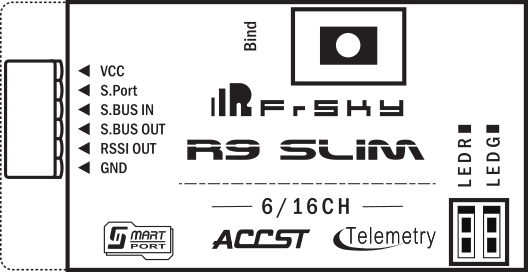 Bind
VCC
S.Port
S.BUS IN
S.BUS OUT
RSSI OUT
GND
FrSKY
R9 SLIM
6/16CH
SMART
PORT
ACCST
Telemetry
LEDR
LEDG